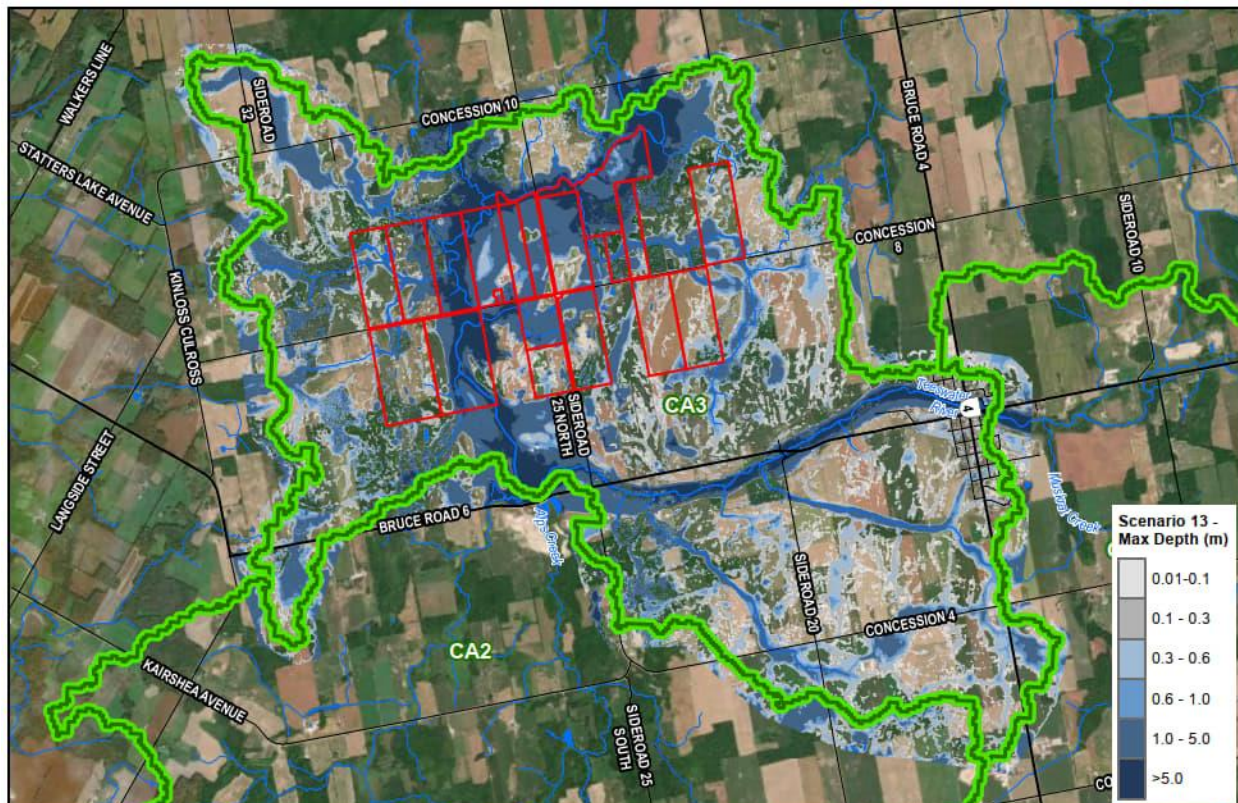 WALKERS LINE
SIDEROAD
32
CONCESSION 10
STATTERS LAKE AVENUE
BRUCE ROAD 4
CONCESSION
8
SIDEROAD 10
KINLOSS CULROSS
LANGSIDE STREET
SIDEROAD
25 NORTH
CA3
Teeswater
River
4
BRUCE ROAD 6
Alps Creek
Muskrat Creek
SIDEROAD 20
CONCESSION 4
CA2
KAIRSHEA AVENUE
SIDEROAD 25
SOUTH
Scenario 13 -
Max Depth (m)
0.01-0.1
0.1 - 0.3
0.3 - 0.6
0.6 - 1.0
1.0 - 5.0
>5.0